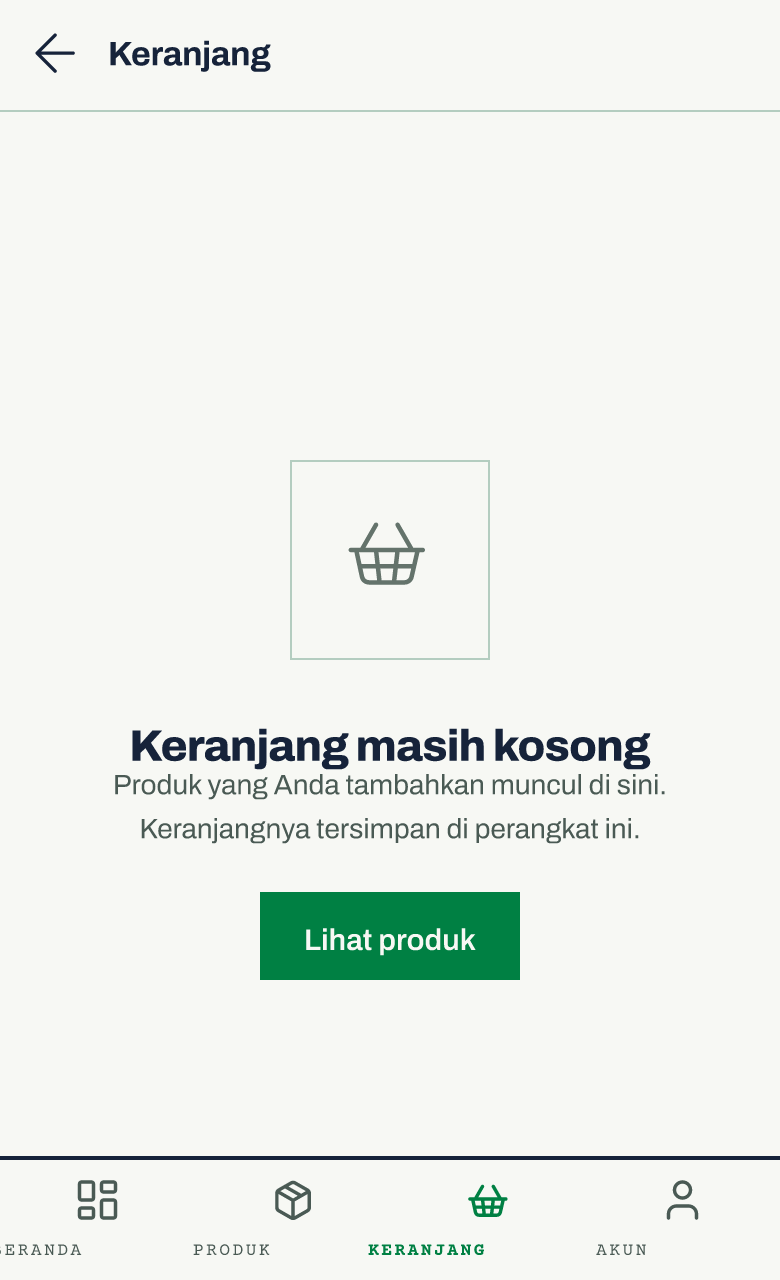 Keranjang
Keranjang masih kosong
Produk yang Anda tambahkan muncul di sini.
Keranjangnya tersimpan di perangkat ini.
Lihat produk
BERANDA
PRODUK
KERANJANG
AKUN